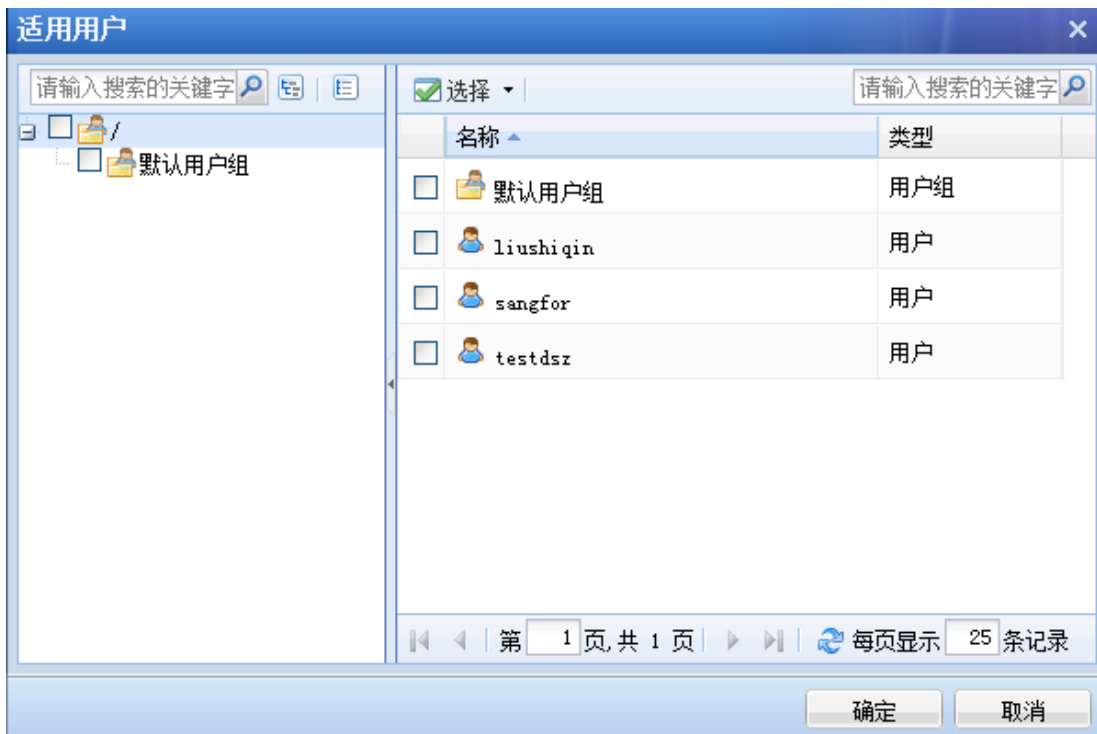 适用用户
请输入搜索的关键字
/
默认用户组
选择
请输入搜索的关键字
名称 类型
默认用户组 用户组
liushiqin 用户
sangfor 用户
testdsz 用户
第 1 页,共 1 页 每页显示 25 条记录
确定 取消